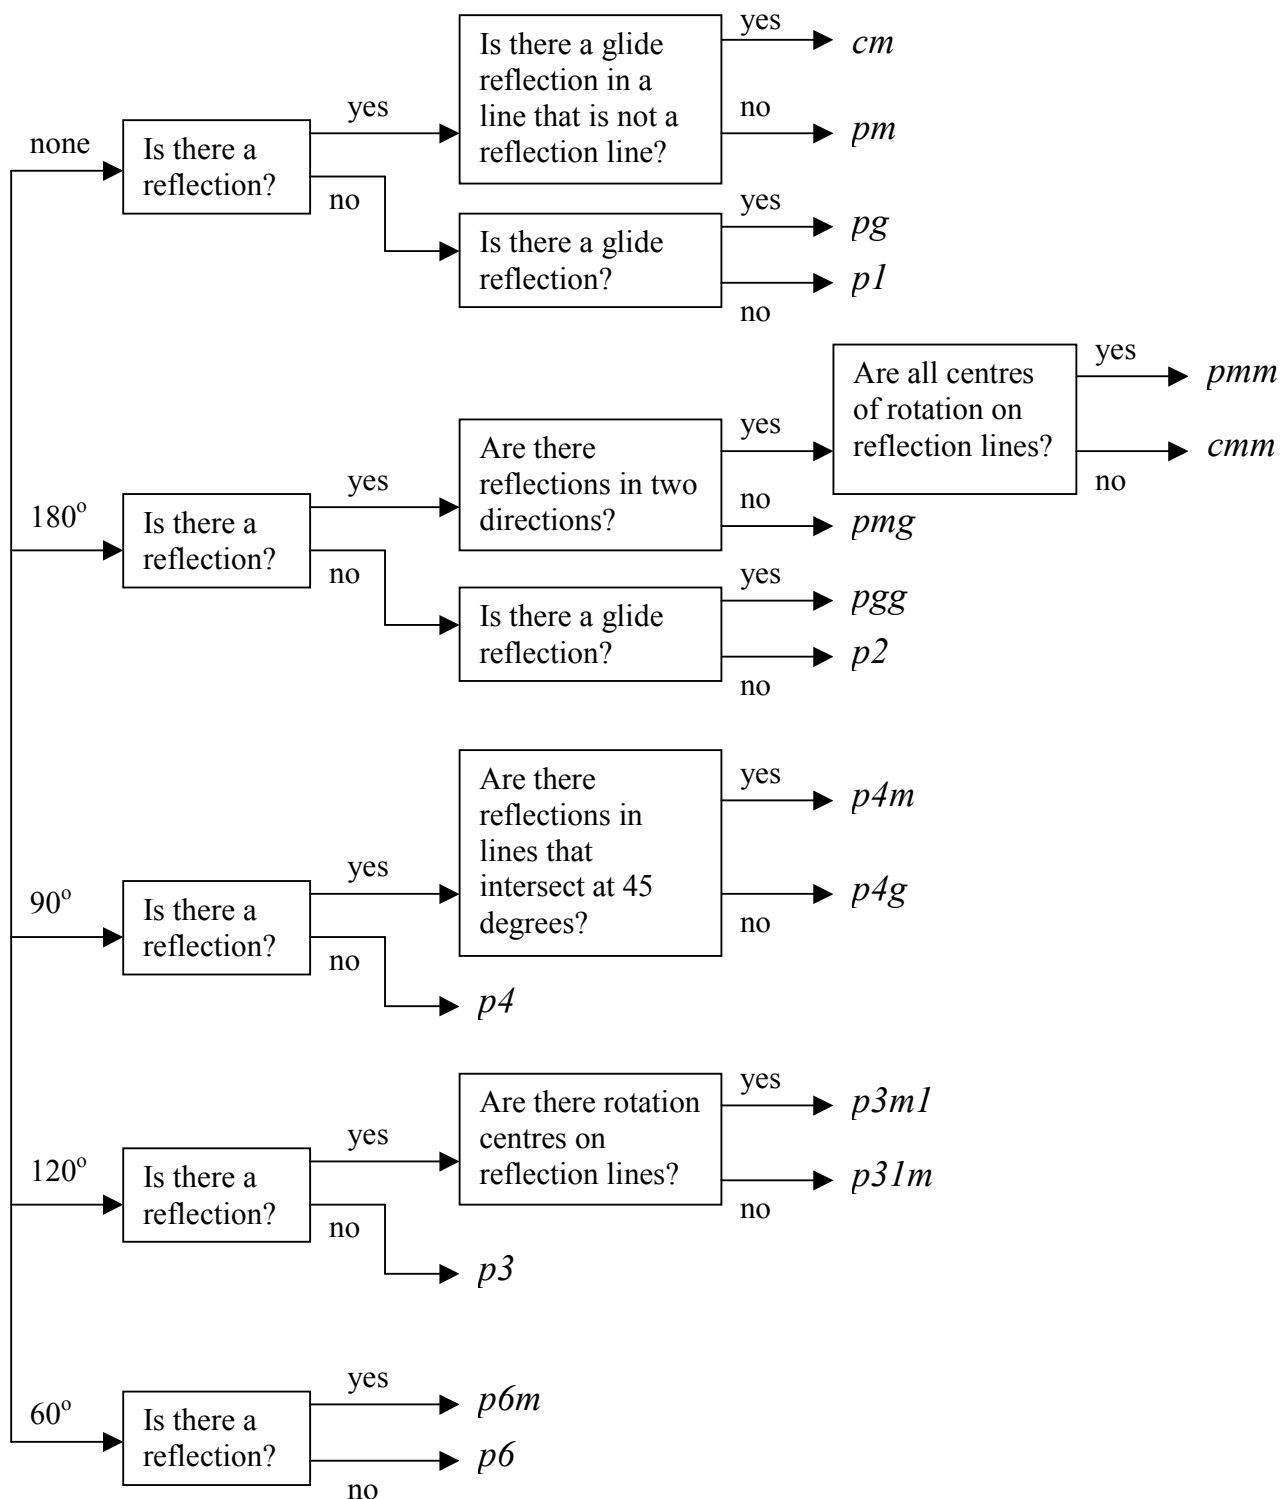 none
Is there a
reflection?
yes
no
Is there a glide
reflection in a
line that is not a
reflection line?
yes
cm
no
pm
Is there a glide
reflection?
yes
pg
p1
no
180º
Is there a
reflection?
yes
no
Are there
reflections in two
directions?
yes
no
pmg
Are all centres
of rotation on
reflection lines?
yes
pmm
cmm
no
Is there a glide
reflection?
yes
pgg
p2
no
90º
Is there a
reflection?
yes
no
Are there
reflections in
lines that
intersect at 45
degrees?
yes
p4m
p4g
no
p4
120º
Is there a
reflection?
yes
no
Are there rotation
centres on
reflection lines?
yes
p3m1
p31m
no
p3
60º
Is there a
reflection?
yes
p6m
p6
no